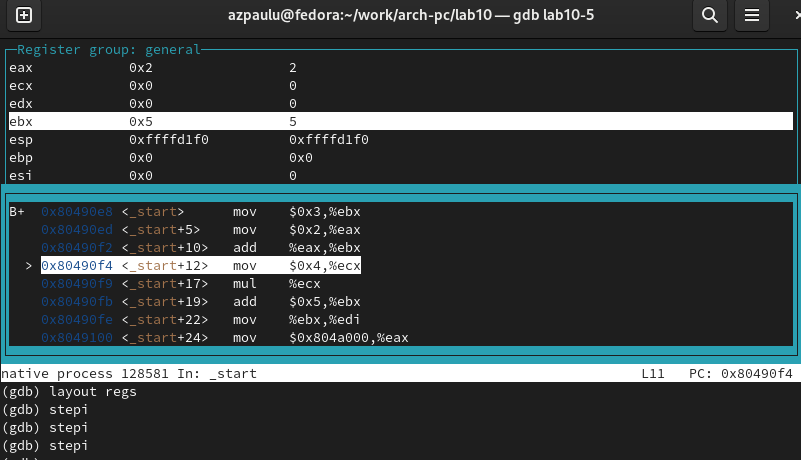 azpaulu@fedora:~/work/arch-pc/lab10 — gdb lab10-5
Register group: general
eax 0x2 2
ecx 0x0 0
edx 0x0 0
ebx 0x5 5
esp 0xffffd1f0 0xffffd1f0
ebp 0x0 0x0
esi 0x0 0
B+ 0x80490e8 <_start> mov $0x3,%ebx
0x80490ed <_start+5> mov $0x2,%eax
0x80490f2 <_start+10> add %eax,%ebx
> 0x80490f4 <_start+12> mov $0x4,%ecx
0x80490f9 <_start+17> mul %ecx
0x80490fb <_start+19> add $0x5,%ebx
0x80490fe <_start+22> mov %ebx,%edi
0x8049100 <_start+24> mov $0x804a000,%eax
native process 128581 In: _start L11 PC: 0x80490f4
(gdb) layout regs
(gdb) stepi
(gdb) stepi
(gdb) stepi